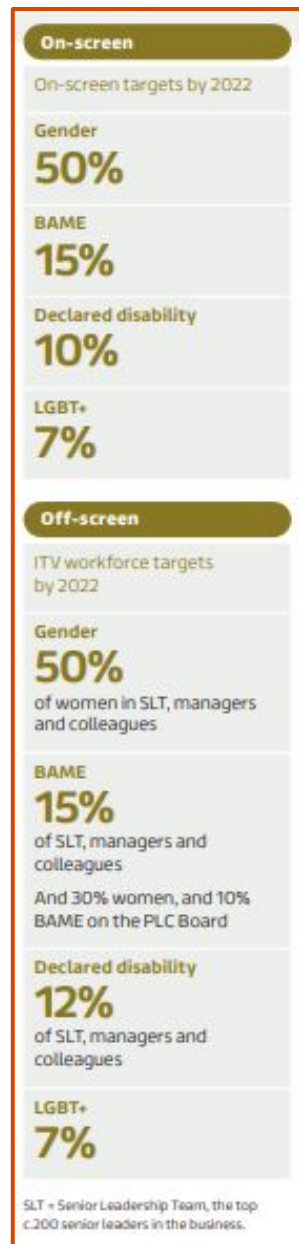 On-screen
On-screen targets by 2022
Gender
50%
BAME
15%
Declared disability
10%
LGBT+
7%
Off-screen
ITV workforce targets
by 2022
Gender
50%
of women in SLT, managers
and colleagues
BAME
15%
of SLT, managers and
colleagues
And 30% women, and 10%
BAME on the PLC Board
Declared disability
12%
of SLT, managers and
colleagues
LGBT+
7%
SLT = Senior Leadership Team, the top
c.200 senior leaders in the business.